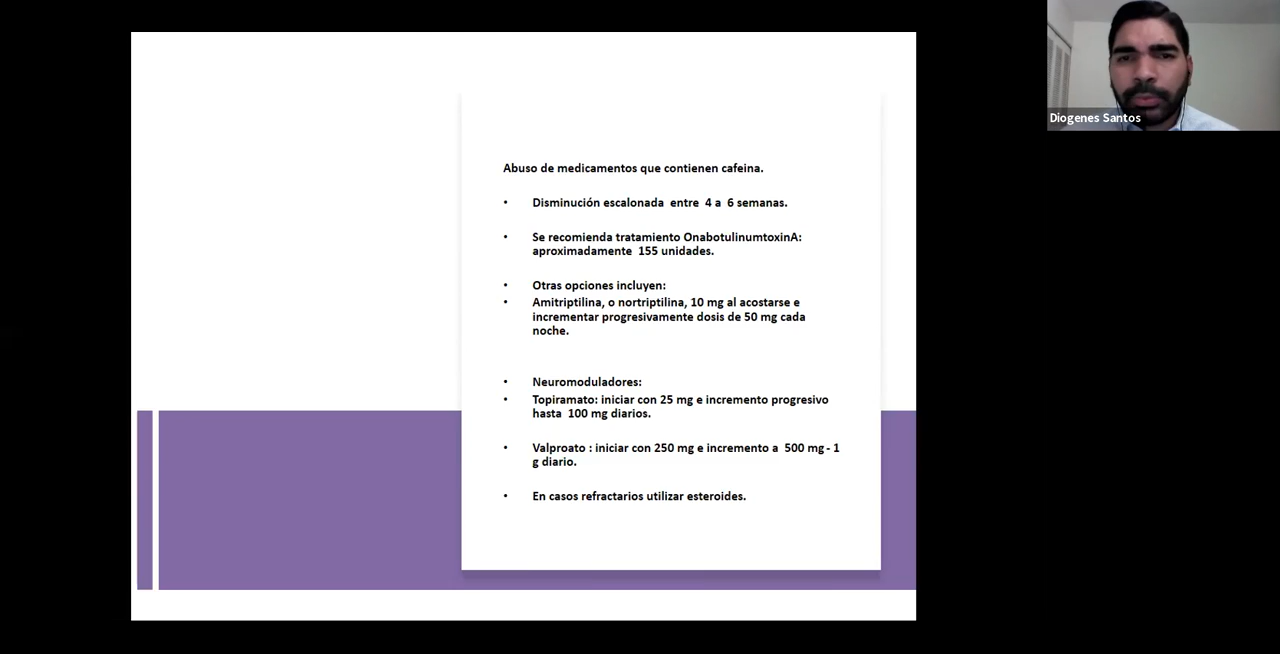 Diogenes Santos
Abuso de medicamentos que contienen cafeina.
• Disminución escalonada entre 4 a 6 semanas.
• Se recomienda tratamiento OnabotulinumtoxinA:
aproximadamente 155 unidades.
• Otras opciones incluyen:
• Amitriptilina, o nortriptilina, 10 mg al acostarse e
incrementar progresivamente dosis de 50 mg cada
noche.
• Neuromoduladores:
• Topiramato: iniciar con 25 mg e incremento progresivo
hasta 100 mg diarios.
• Valproato : iniciar con 250 mg e incremento a 500 mg - 1
g diario.
• En casos refractarios utilizar esteroides.